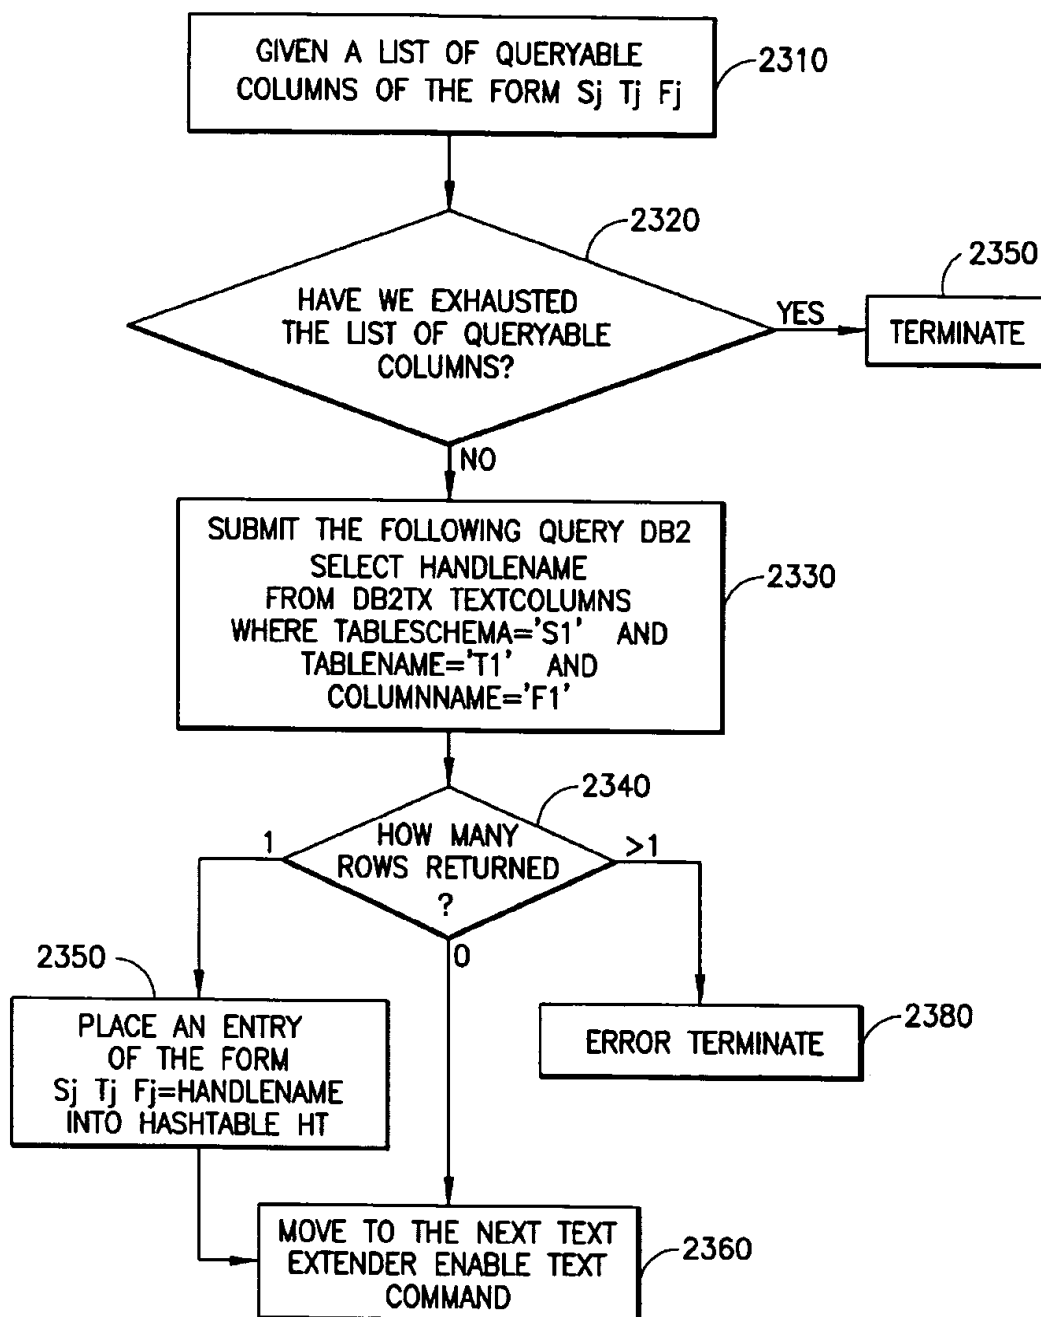 GIVEN A LIST OF QUERYABLE
COLUMNS OF THE FORM Sj Tj Fj
2310
2320
HAVE WE EXHAUSTED
THE LIST OF QUERYABLE
COLUMNS?
YES
2350
TERMINATE
NO
SUBMIT THE FOLLOWING QUERY DB2
SELECT HANDLENAME
FROM DB2TX TEXTCOLUMNS
WHERE TABLESCHEMA='S1' AND
TABLENAME='T1' AND
COLUMNNAME='F1'
2330
2340
HOW MANY
ROWS RETURNED
?
1
>1
0
2350
PLACE AN ENTRY
OF THE FORM
Sj Tj Fj=HANDLENAME
INTO HASHTABLE HT
ERROR TERMINATE
2380
MOVE TO THE NEXT TEXT
EXTENDER ENABLE TEXT
COMMAND
2360